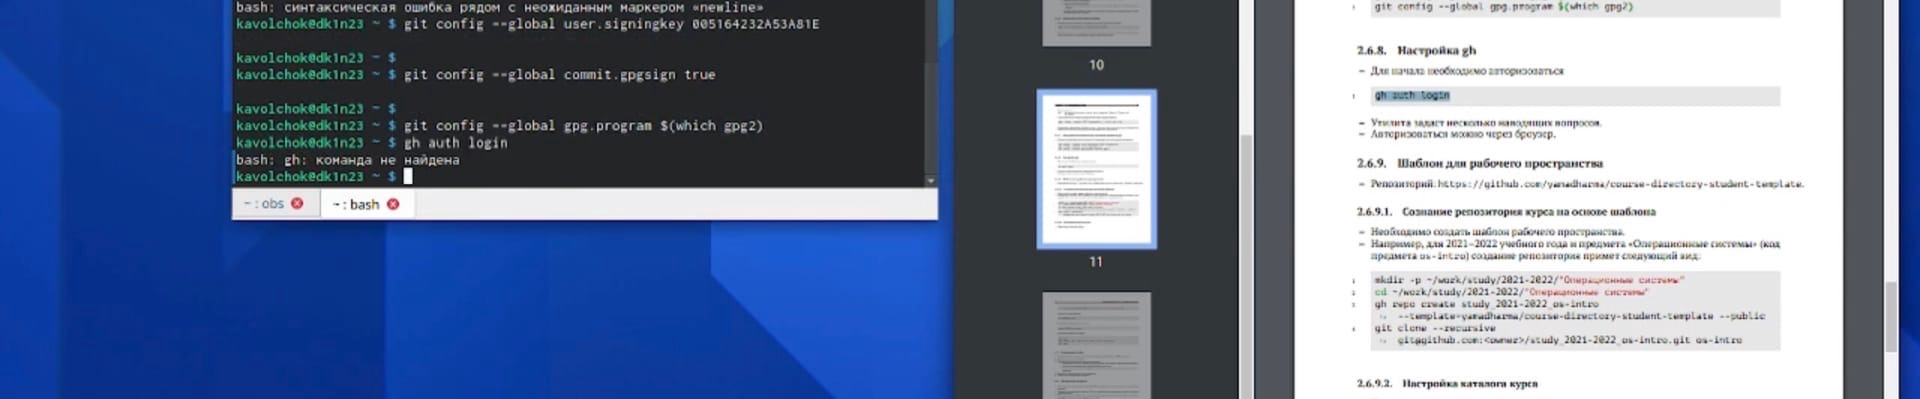 bash: синтаксическая ошибка рядом с неожиданным маркером «newline»
kavolchok@dk1n23 ~ $ git config --global user.signingkey 005164232A53A81E
kavolchok@dk1n23 ~ $
kavolchok@dk1n23 ~ $ git config --global commit.gpgsign true
kavolchok@dk1n23 ~ $
kavolchok@dk1n23 ~ $ git config --global gpg.program $(which gpg2)
kavolchok@dk1n23 ~ $ gh auth login
bash: gh: команда не найдена
kavolchok@dk1n23 ~ $
~ : obs
~ : bash
10
11
git config --global gpg.program $(which gpg2)
2.6.8. Настройка gh
– Для начала необходимо авторизоваться
1 gh auth login
– Утилита задаст несколько наводящих вопросов.
– Авторизоваться можно через броузер.
2.6.9. Шаблон для рабочего пространства
– Репозиторий: https://github.com/yamadharma/course-directory-student-template.
2.6.9.1. Сознание репозитория курса на основе шаблона
– Необходимо создать шаблон рабочего пространства.
– Например, для 2021–2022 учебного года и предмета «Операционные системы» (код
предмета os-intro) создание репозитория примет следующий вид:
1 mkdir -p ~/work/study/2021-2022/"Операционные системы"
2 cd ~/work/study/2021-2022/"Операционные системы"
3 gh repo create study_2021-2022_os-intro
--template=yamadharma/course-directory-student-template --public
4 git clone --recursive
git@github.com:<owner>/study_2021-2022_os-intro.git os-intro
2.6.9.2. Настройка каталога курса